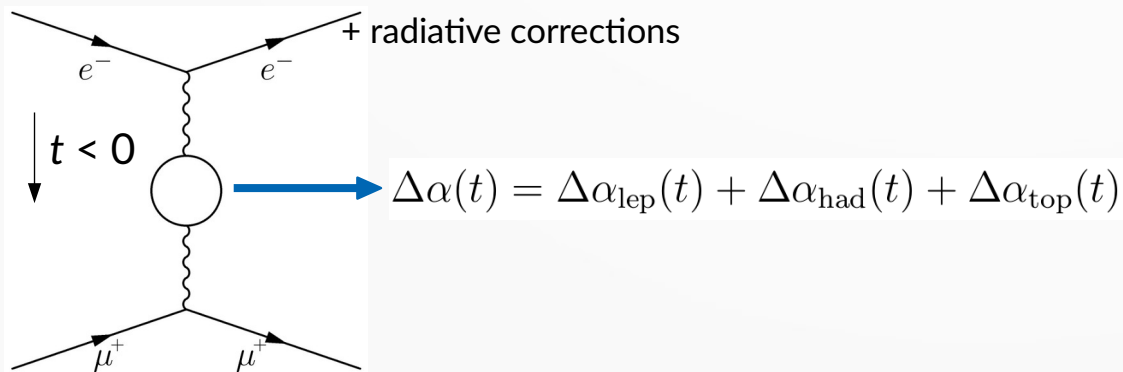 + radiative corrections
e⁻ e⁻
t < 0
Δα(t) = Δα_lep(t) + Δα_had(t) + Δα_top(t)
μ⁺ μ⁺